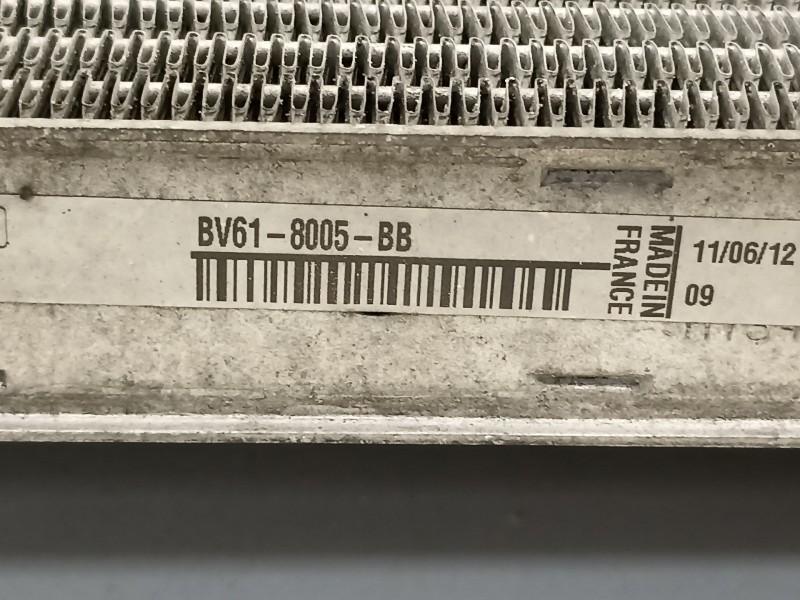 BV61-8005-BB
MADE IN
FRANCE
11/06/12
09